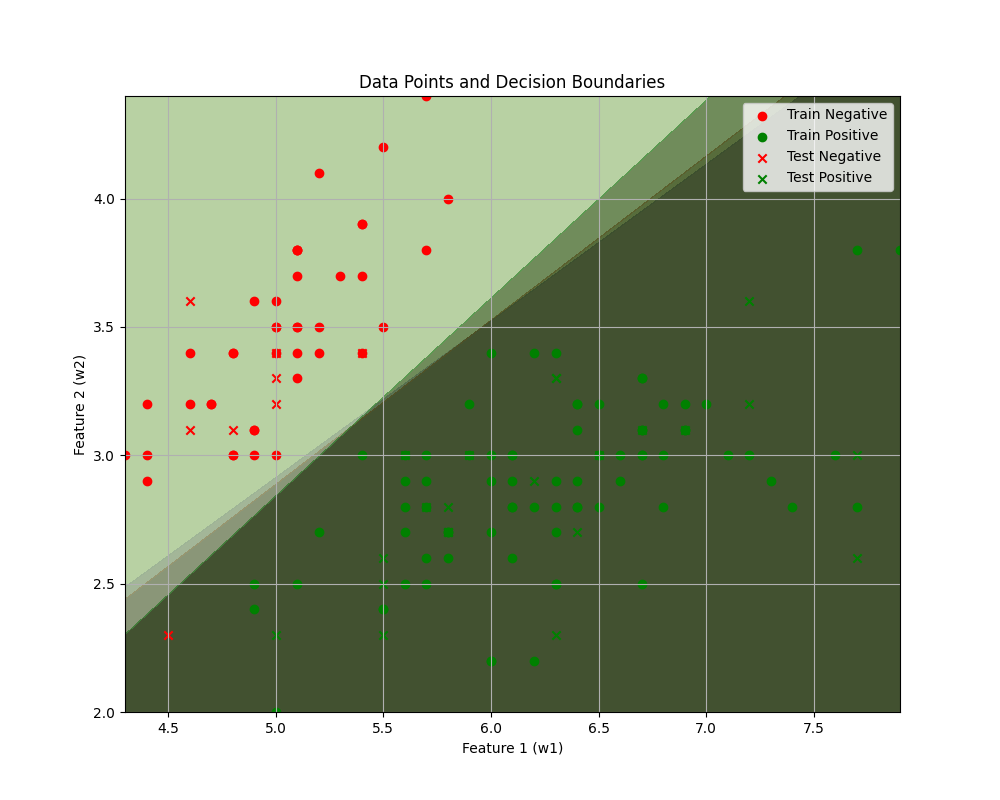 Data Points and Decision Boundaries
Train Negative
Train Positive
Test Negative
Test Positive
4.0
3.5
3.0
2.5
2.0
Feature 2 (w2)
4.5 5.0 5.5 6.0 6.5 7.0 7.5
Feature 1 (w1)